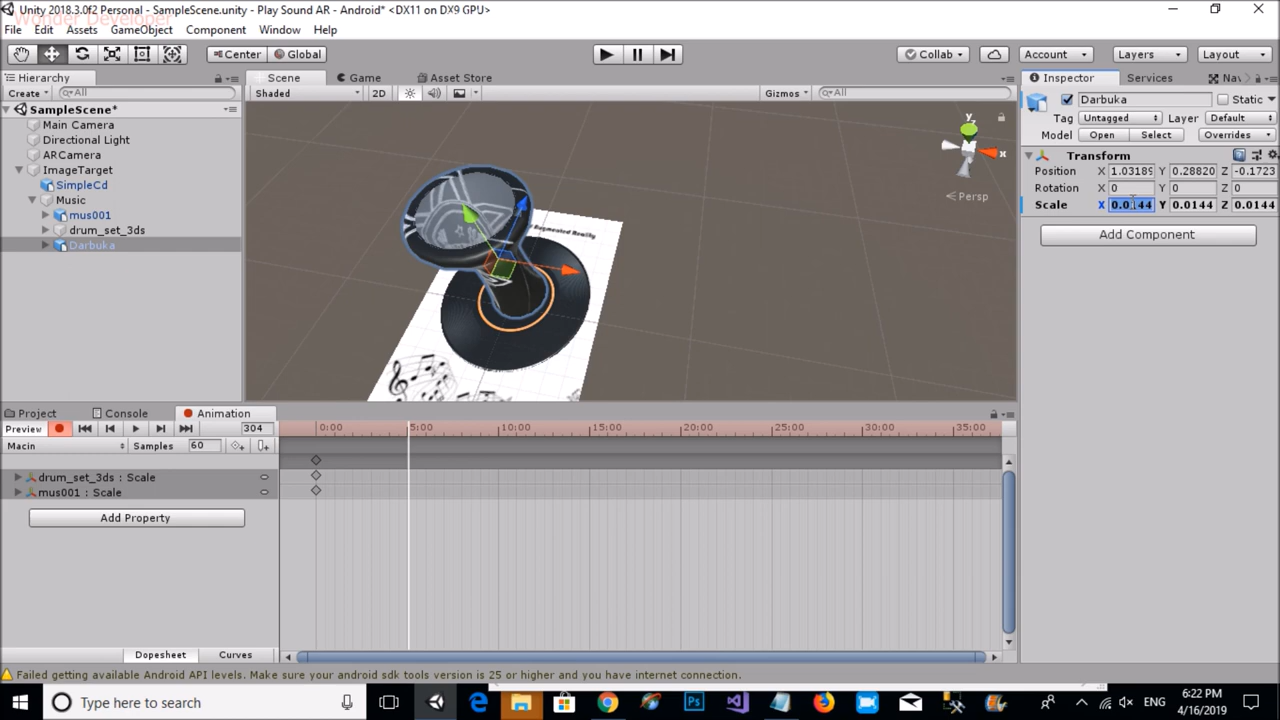 Unity 2018.3.0f2 Personal - SampleScene.unity - Play Sound AR - Android* <DX11 on DX9 GPU>
Wonder Developer
File Edit Assets GameObject Component Window Help
Center Global Collab Account Layers Layout
Hierarchy Scene Game Asset Store Inspector Services Nav
Create All Shaded 2D Gizmos All
SampleScene*
Main Camera
Directional Light
ARCamera
ImageTarget
SimpleCd
Music
mus001
drum_set_3ds
Darbuka
y
x
Persp
Augmented Reality
Darbuka Static
Tag Untagged Layer Default
Model Open Select Overrides
Transform
Position X 1.03189 Y 0.28820 Z -0.1723
Rotation X 0 Y 0 Z 0
Scale X 0.0144 Y 0.0144 Z 0.0144
Add Component
Project Console Animation
Preview 304 0:00 5:00 10:00 15:00 20:00 25:00 30:00 35:00
Macin Samples 60
drum_set_3ds : Scale
mus001 : Scale
Add Property
Dopesheet Curves
Failed getting available Android API levels. Make sure your android sdk tools version is 25 or higher and you have internet connection.
Type here to search
ENG
6:22 PM
4/16/2019